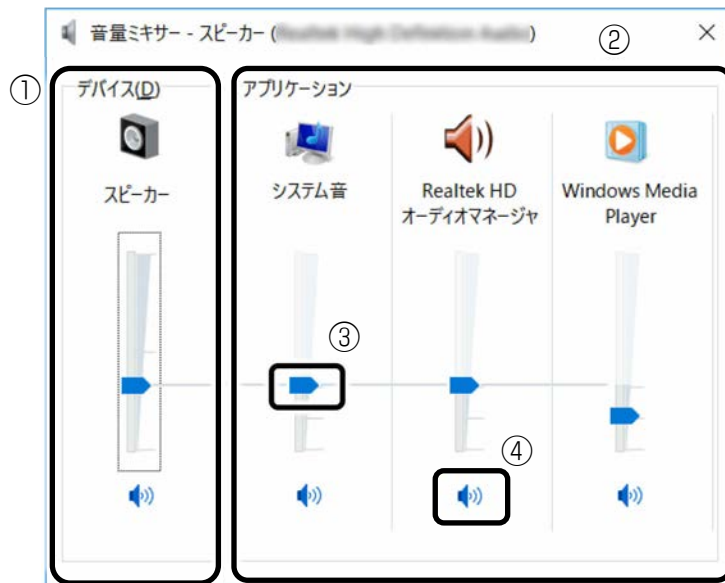 音量ミキサー - スピーカー ( )
②
①
デバイス(D)
アプリケーション
スピーカー
システム音
Realtek HD
オーディオマネージャ
Windows Media
Player
③
④